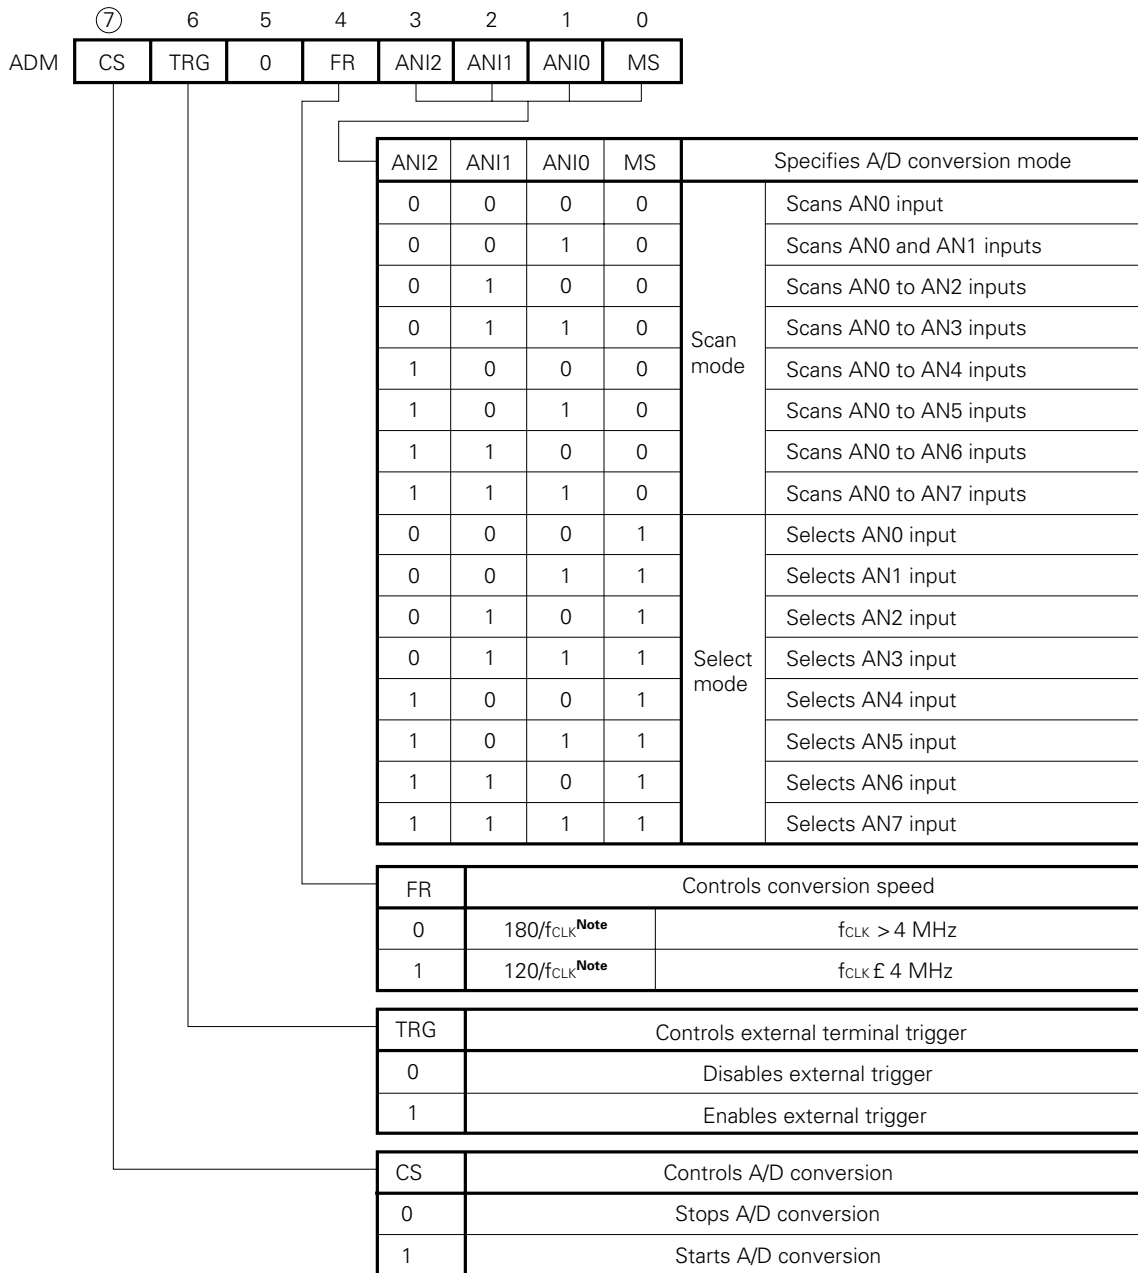 ⑦ 6 5 4 3 2 1 0
ADM CS TRG 0 FR ANI2 ANI1 ANI0 MS
ANI2 ANI1 ANI0 MS Specifies A/D conversion mode
0 0 0 0 Scans AN0 input
0 0 1 0 Scans AN0 and AN1 inputs
0 1 0 0 Scans AN0 to AN2 inputs
0 1 1 0 Scans AN0 to AN3 inputs
Scan
mode
1 0 0 0 Scans AN0 to AN4 inputs
1 0 1 0 Scans AN0 to AN5 inputs
1 1 0 0 Scans AN0 to AN6 inputs
1 1 1 0 Scans AN0 to AN7 inputs
0 0 0 1 Selects AN0 input
0 0 1 1 Selects AN1 input
0 1 0 1 Selects AN2 input
0 1 1 1 Selects AN3 input
Select
mode
1 0 0 1 Selects AN4 input
1 0 1 1 Selects AN5 input
1 1 0 1 Selects AN6 input
1 1 1 1 Selects AN7 input
FR Controls conversion speed
0 180/fCLKNote fCLK > 4 MHz
1 120/fCLKNote fCLK £ 4 MHz
TRG Controls external terminal trigger
0 Disables external trigger
1 Enables external trigger
CS Controls A/D conversion
0 Stops A/D conversion
1 Starts A/D conversion